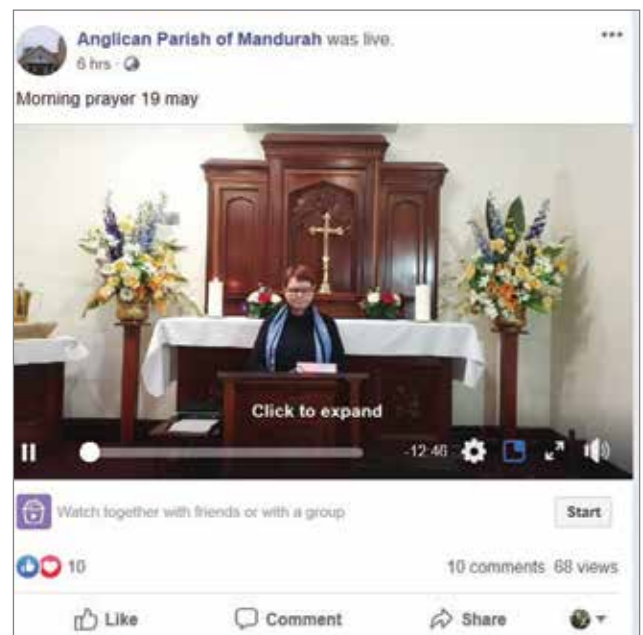 Anglican Parish of Mandurah was live.
6 hrs
Morning prayer 19 may
Click to expand
-12:46
Watch together with friends or with a group
Start
10
10 comments 68 views
Like
Comment
Share